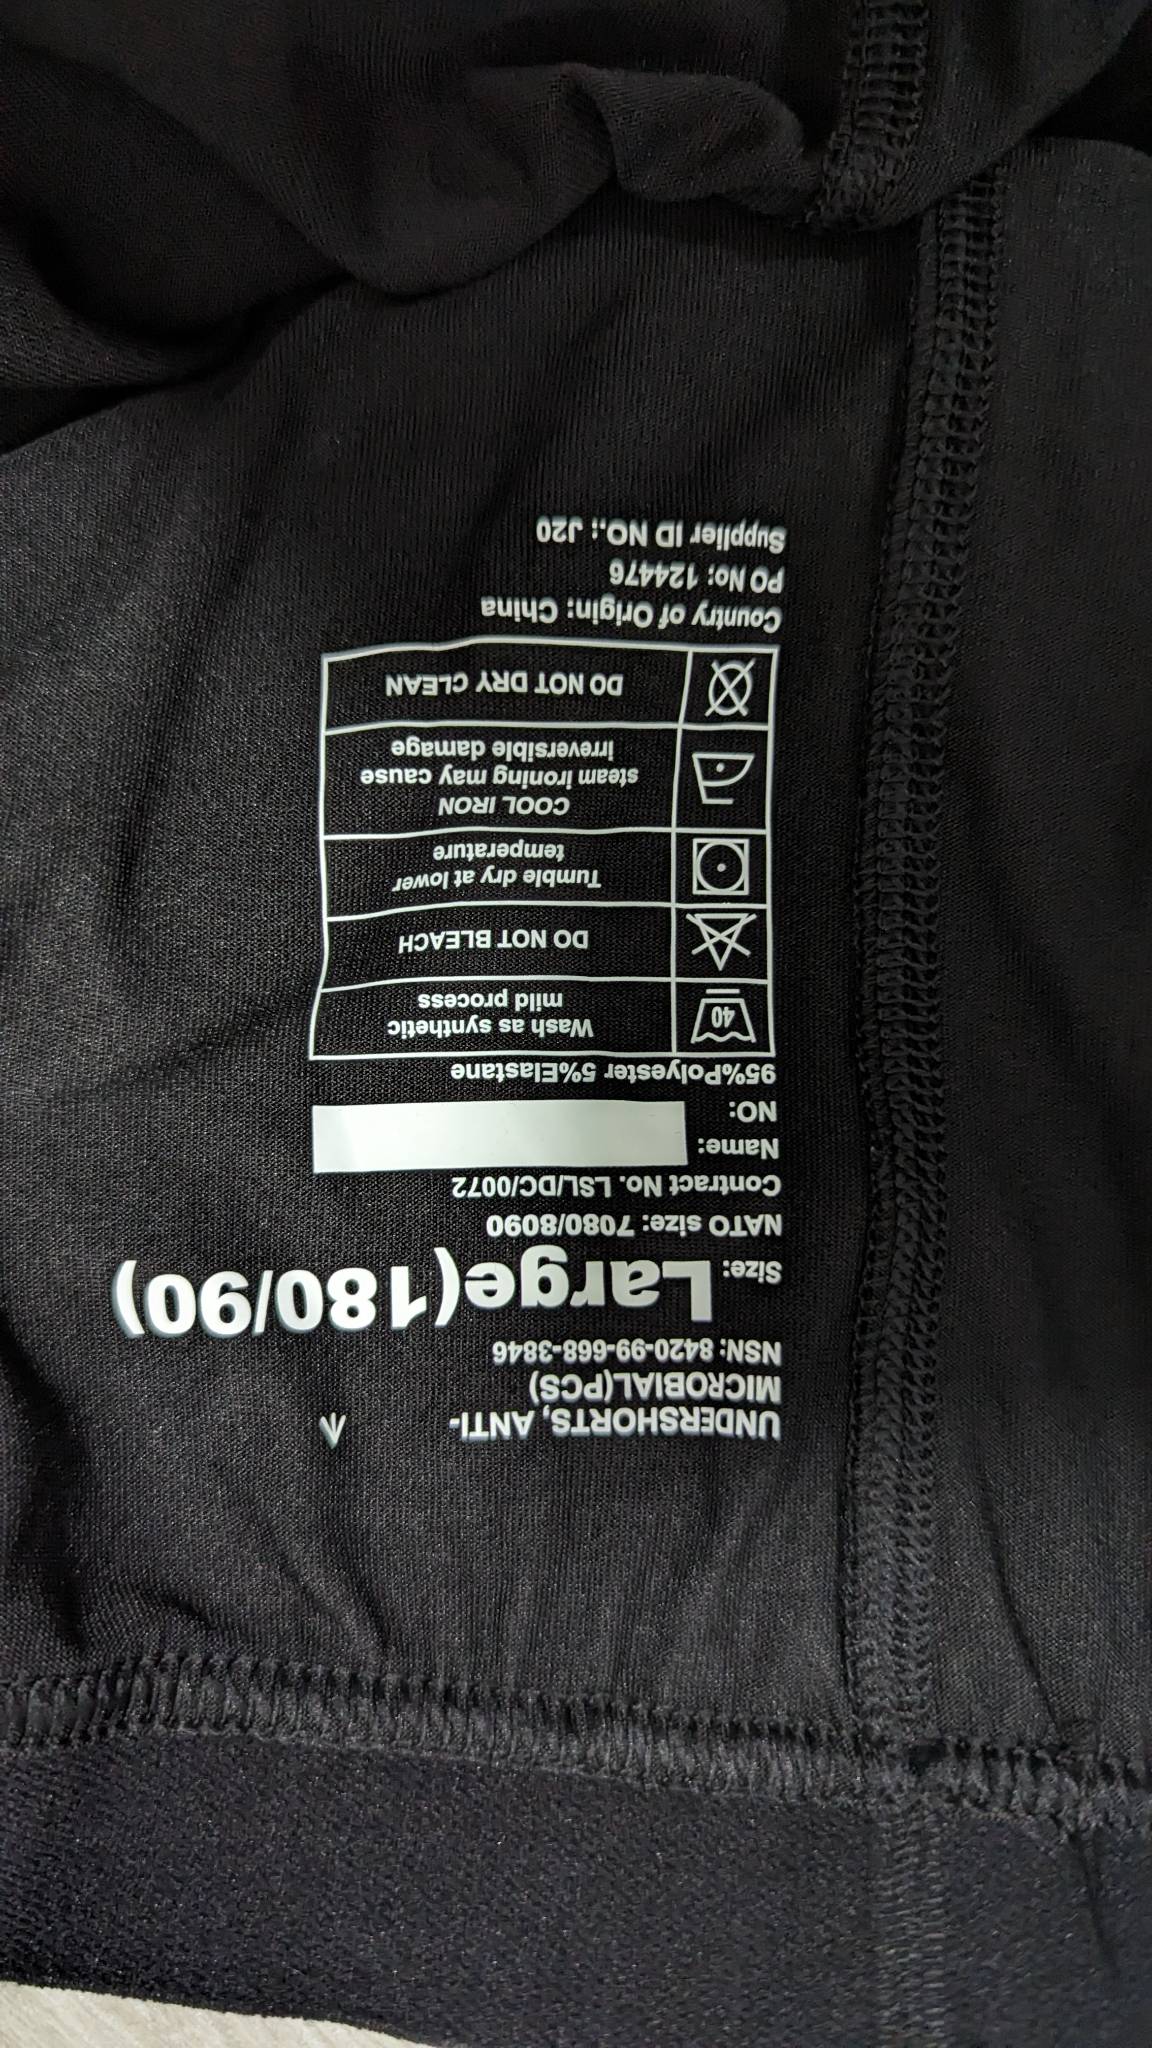 UNDERSHORTS, ANTI-
MICROBIAL(PCS)
NSN: 8420-99-668-3846
Size: Large(180/90)
NATO size: 7080/8090
Contract No. LSL/DC/0072
Name:
NO:
95%Polyester 5%Elastane
40
Wash as synthetic
mild process
DO NOT BLEACH
Tumble dry at lower
temperature
COOL IRON
steam ironing may cause
irreversible damage
DO NOT DRY CLEAN
Country of Origin: China
PO No: 124476
Supplier ID NO.: J20